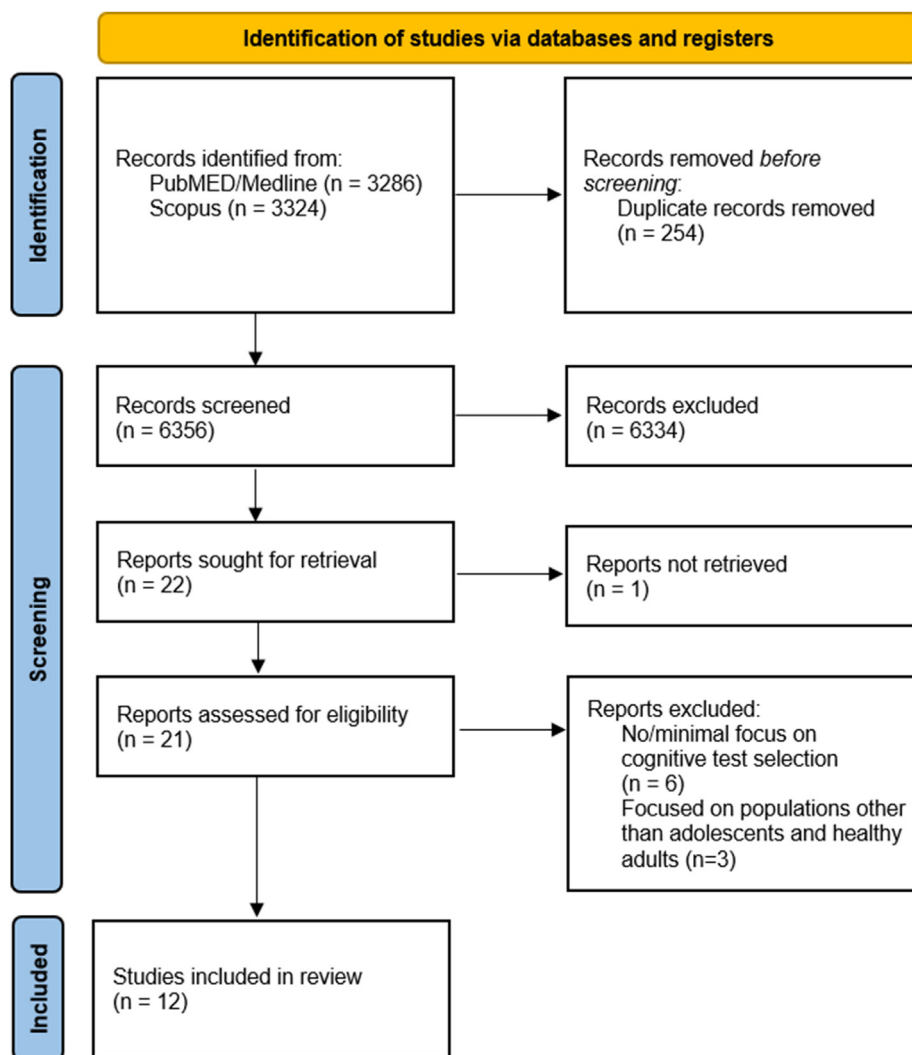 Identification of studies via databases and registers
Identification
Records identified from:
PubMED/Medline (n = 3286)
Scopus (n = 3324)
Records removed before
screening:
Duplicate records removed
(n = 254)
Screening
Records screened
(n = 6356)
Records excluded
(n = 6334)
Reports sought for retrieval
(n = 22)
Reports not retrieved
(n = 1)
Reports assessed for eligibility
(n = 21)
Reports excluded:
No/minimal focus on
cognitive test selection
(n = 6)
Focused on populations other
than adolescents and healthy
adults (n=3)
Included
Studies included in review
(n = 12)